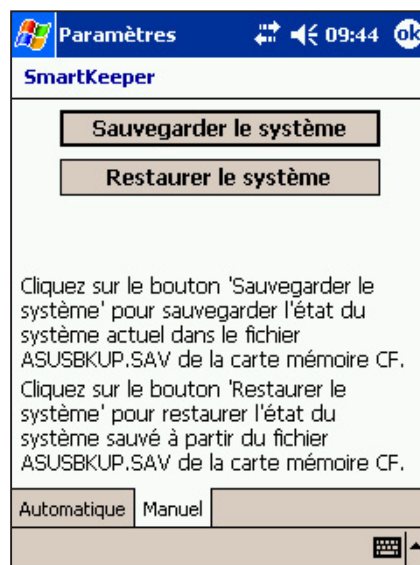 Paramètres 09:44 ok
SmartKeeper
Sauvegarder le système
Restaurer le système
Cliquez sur le bouton 'Sauvegarder le
système' pour sauvegarder l'état du
système actuel dans le fichier
ASUSBKUP.SAV de la carte mémoire CF.
Cliquez sur le bouton 'Restaurer le
système' pour restaurer l'état du
système sauvé à partir du fichier
ASUSBKUP.SAV de la carte mémoire CF.
Automatique Manuel